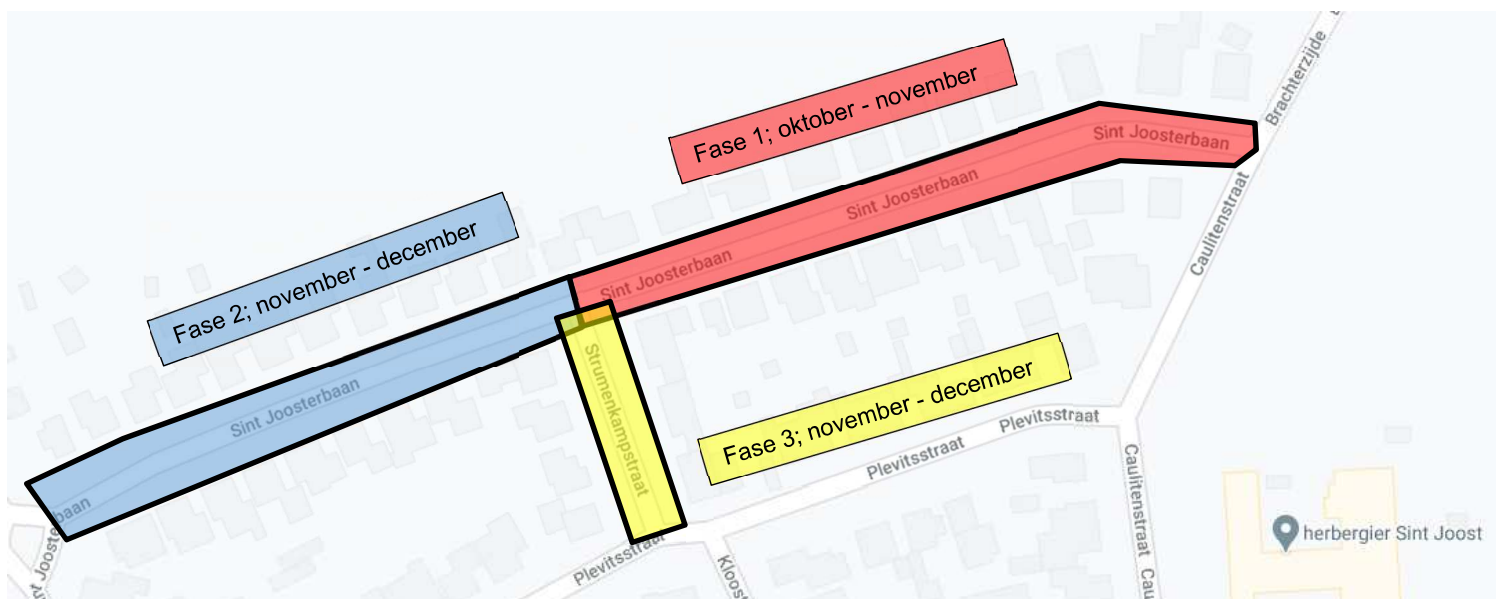 Fase 1; oktober - november
Brachterzijde
Sint Joosterbaan
Sint Joosterbaan
Fase 2; november - december
Sint Joosterbaan
Caulitenstraat
Strumenkampstraat
Fase 3; november - december
Sint Joosterbaan
Plevitsstraat
Plevitsstraat
Caulitenstraat
herbergier Sint Joost
Plevitsstraat